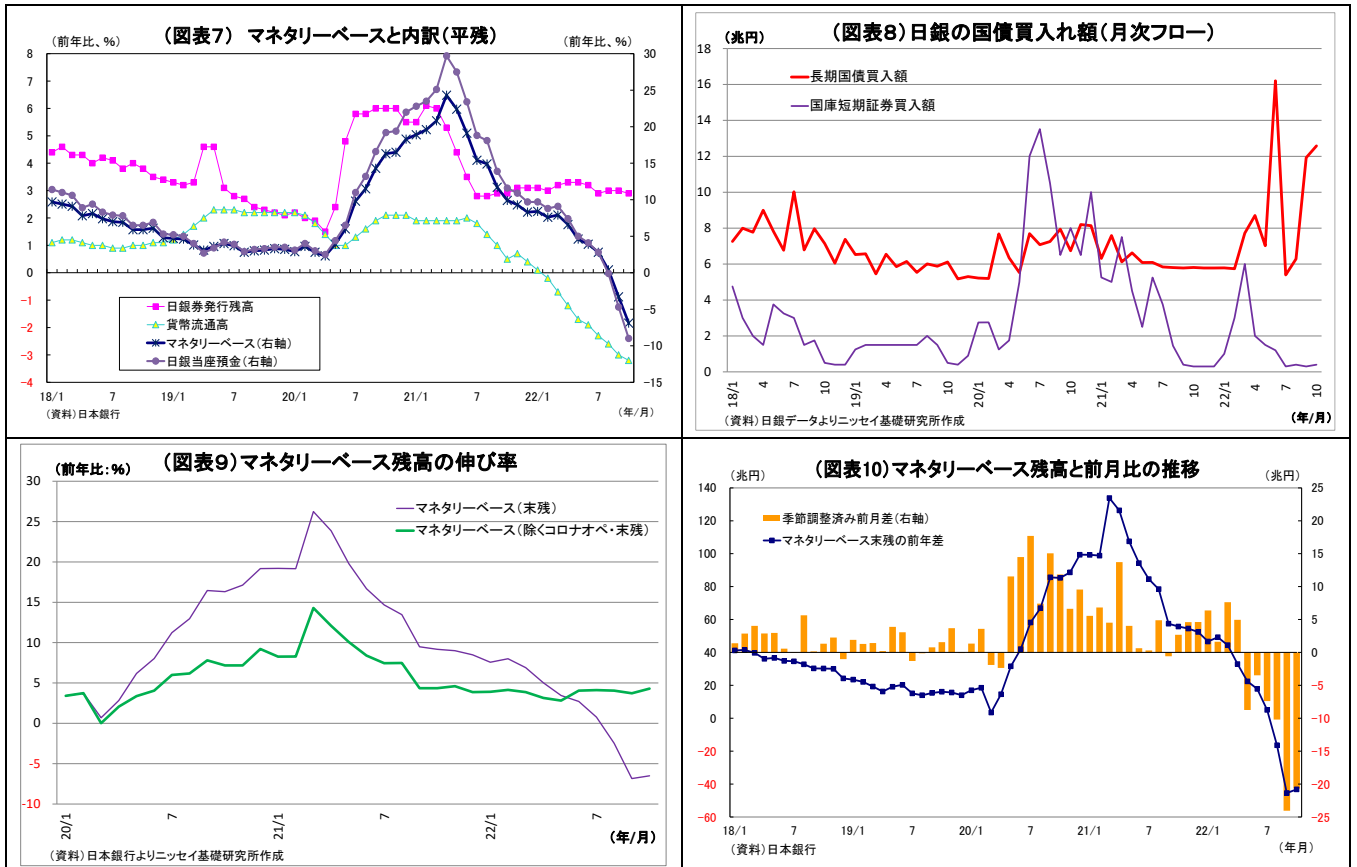 (図表7) マネタリーベースと内訳(平残)
(前年比、%)
(前年比、%)
8
7
6
5
4
3
2
1
0
-1
-2
-3
-4
30
25
20
15
10
5
0
-5
-10
-15
日銀券発行残高
貨幣流通高
マネタリーベース(右軸)
日銀当座預金(右軸)
18/1 7 19/1 7 20/1 7 21/1 7 22/1 7
(資料)日本銀行
(年/月)
(図表8)日銀の国債買入れ額(月次フロー)
(兆円)
18
16
14
12
10
8
6
4
2
0
長期国債買入額
国庫短期証券買入額
18/1 4 7 10 19/1 4 7 10 20/1 4 7 10 21/1 4 7 10 22/1 4 7 10
(資料)日銀データよりニッセイ基礎研究所作成
(年/月)
(図表9)マネタリーベース残高の伸び率
(前年比:%)
30
25
20
15
10
5
0
-5
-10
マネタリーベース(末残)
マネタリーベース(除くコロナオペ・末残)
20/1 7 21/1 7 22/1 7
(年/月)
(資料)日本銀行よりニッセイ基礎研究所作成
(図表10)マネタリーベース残高と前月比の推移
(兆円)
(兆円)
140
120
100
80
60
40
20
0
-20
-40
-60
25
20
15
10
5
0
-5
-10
-15
-20
-25
季節調整済み前月差(右軸)
マネタリーベース末残の前年差
18/1 7 19/1 7 20/1 7 21/1 7 22/1 7
(資料)日本銀行
(年/月)